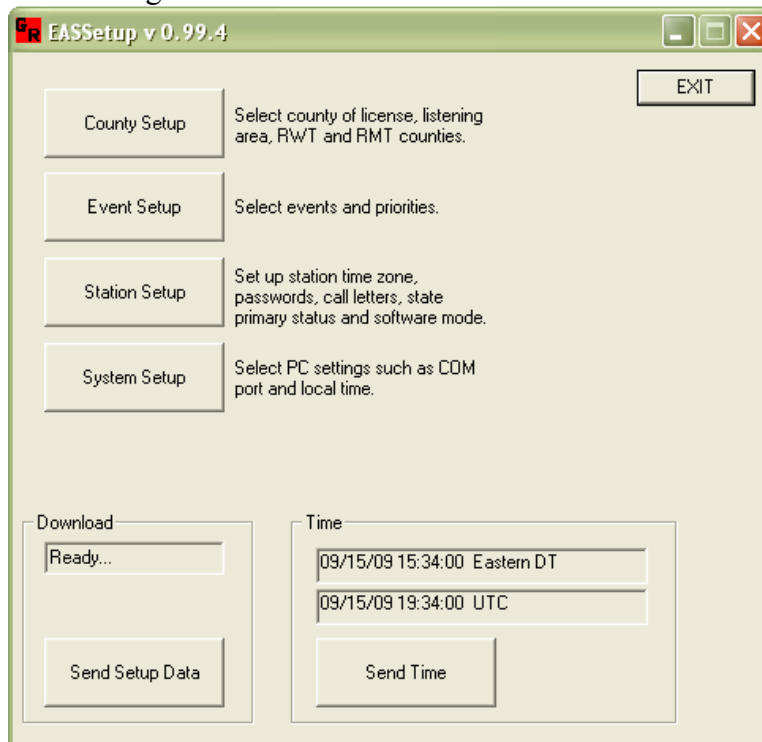 GR EASSetup v 0.99.4
EXIT
County Setup
Select county of license, listening
area, RWT and RMT counties.
Event Setup
Select events and priorities.
Station Setup
Set up station time zone,
passwords, call letters, state
primary status and software mode.
System Setup
Select PC settings such as COM
port and local time.
Download
Ready...
Send Setup Data
Time
09/15/09 15:34:00 Eastern DT
09/15/09 19:34:00 UTC
Send Time